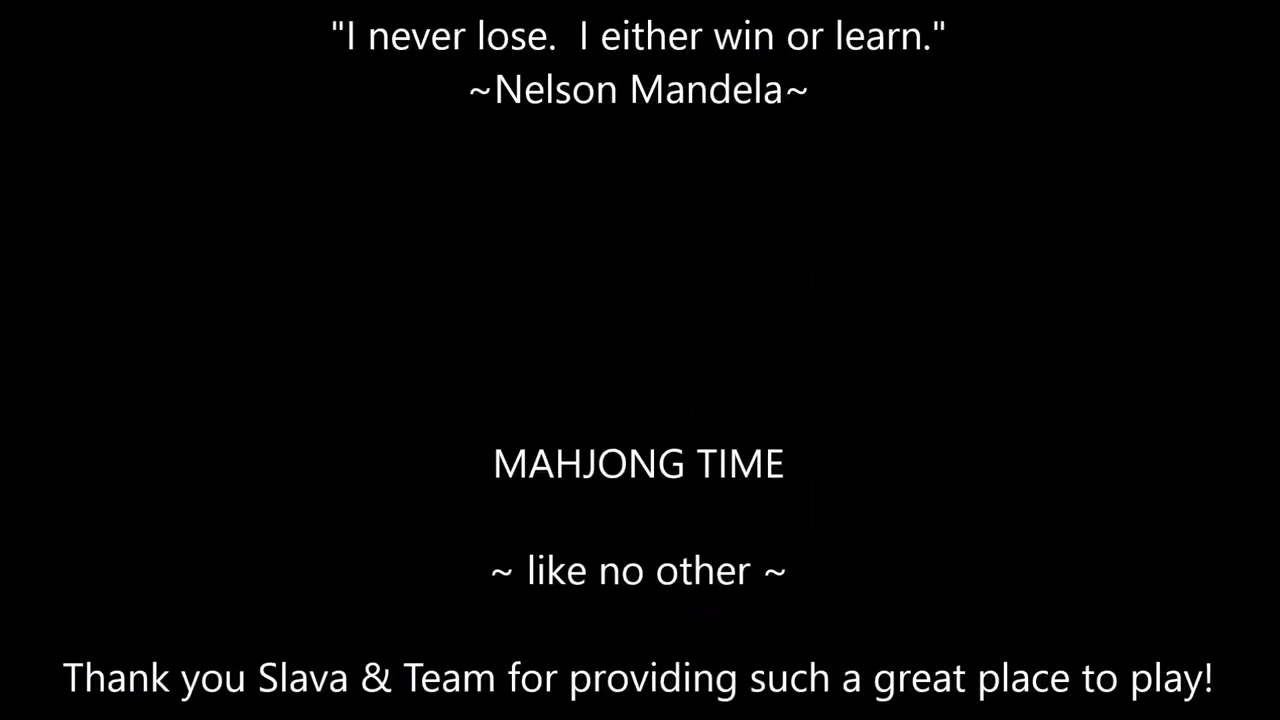 "I never lose.  I either win or learn."
~Nelson Mandela~
MAHJONG TIME
~ like no other ~
Thank you Slava & Team for providing such a great place to play!